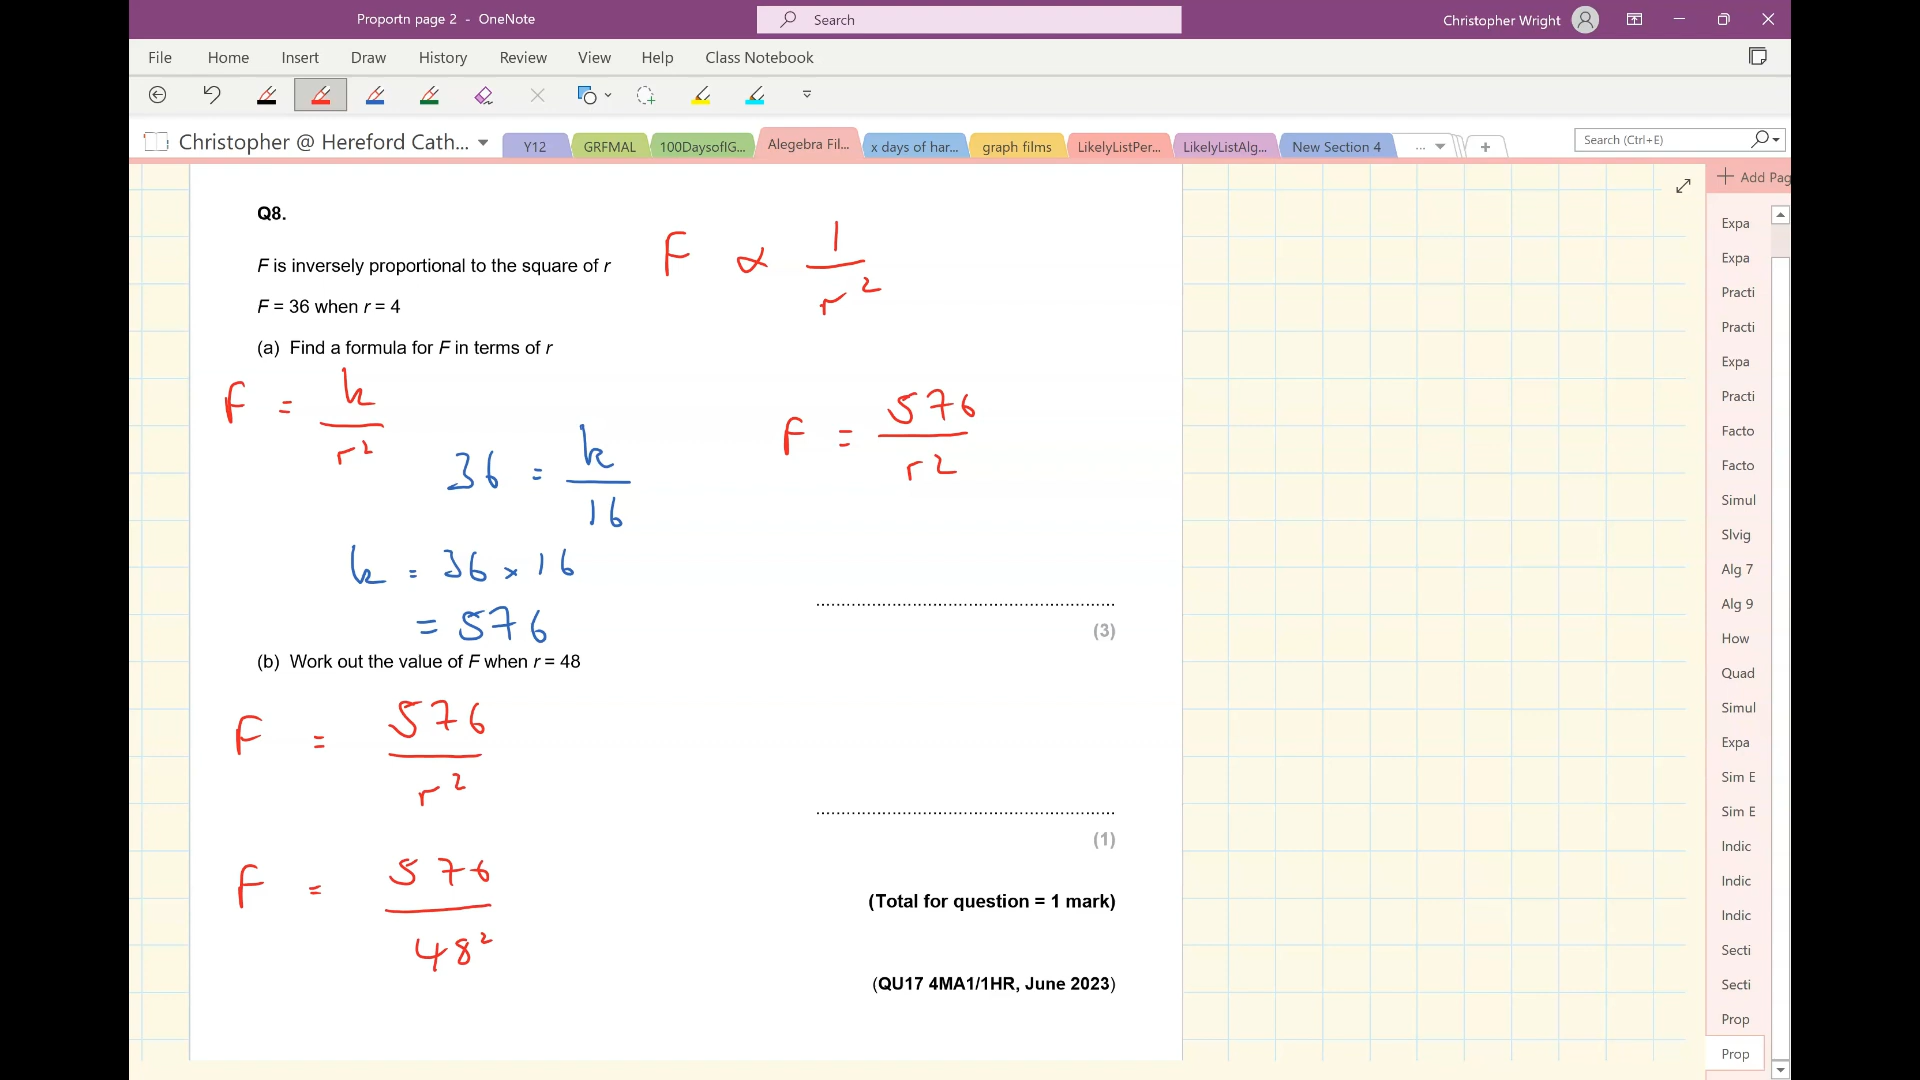 Proportn page 2 - OneNote
Search
Christopher Wright
File Home Insert Draw History Review View Help Class Notebook
Christopher @ Hereford Cath...
Y12 GRFMAL 100DaysofIG... Alegebra Fil... x days of har... graph films LikelyListPer... LikelyListAlg... New Section 4 ... +
Search (Ctrl+E)
Add Pag
Expa
Expa
Practi
Practi
Expa
Practi
Facto
Facto
Simul
Slvig
Alg 7
Alg 9
How
Quad
Simul
Expa
Sim E
Sim E
Indic
Indic
Indic
Secti
Secti
Prop
Prop
Q8.
F is inversely proportional to the square of r
F ∝ 1/r²
F = 36 when r = 4
(a) Find a formula for F in terms of r
F = k/r²
36 = k/16
F = 576/r²
k = 36 × 16
= 576
(3)
(b) Work out the value of F when r = 48
F = 576/r²
(1)
F = 576/48²
(Total for question = 1 mark)
(QU17 4MA1/1HR, June 2023)